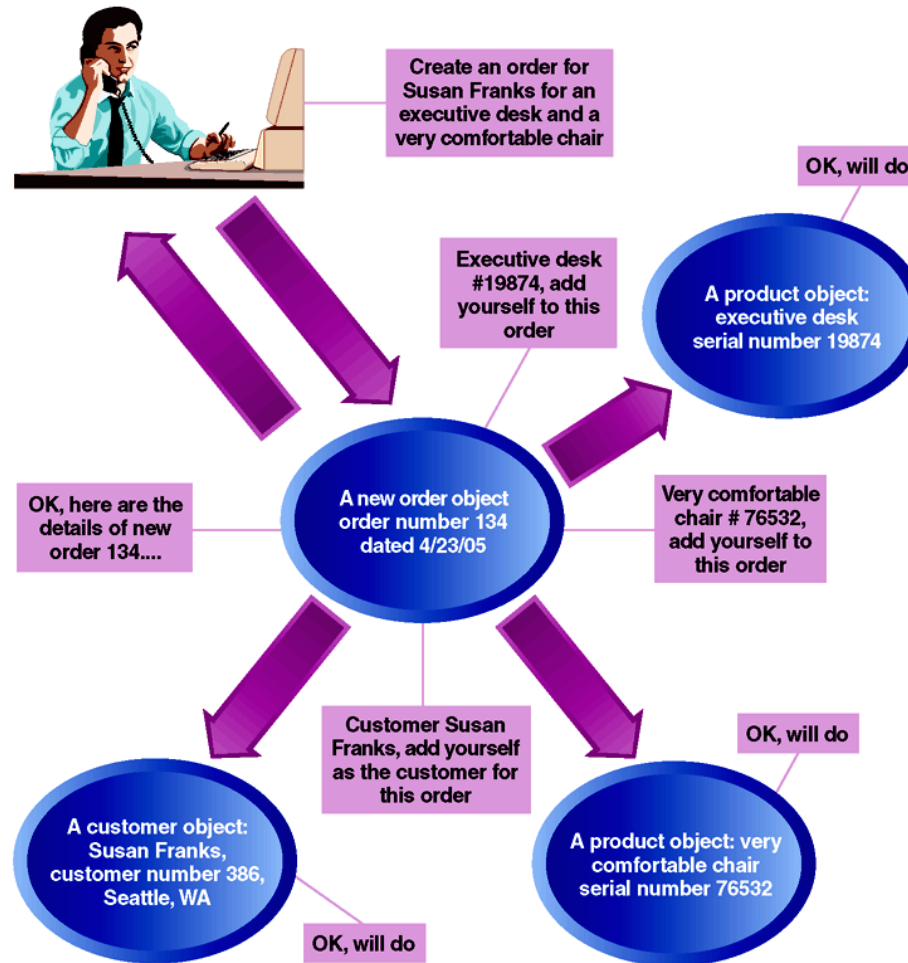 Create an order for
Susan Franks for an
executive desk and a
very comfortable chair
OK, will do
Executive desk
#19874, add
yourself to this
order
A product object:
executive desk
serial number 19874
OK, here are the
details of new
order 134....
A new order object
order number 134
dated 4/23/05
Very comfortable
chair # 76532,
add yourself to
this order
Customer Susan
Franks, add yourself
as the customer for
this order
OK, will do
A customer object:
Susan Franks,
customer number 386,
Seattle, WA
A product object: very
comfortable chair
serial number 76532
OK, will do